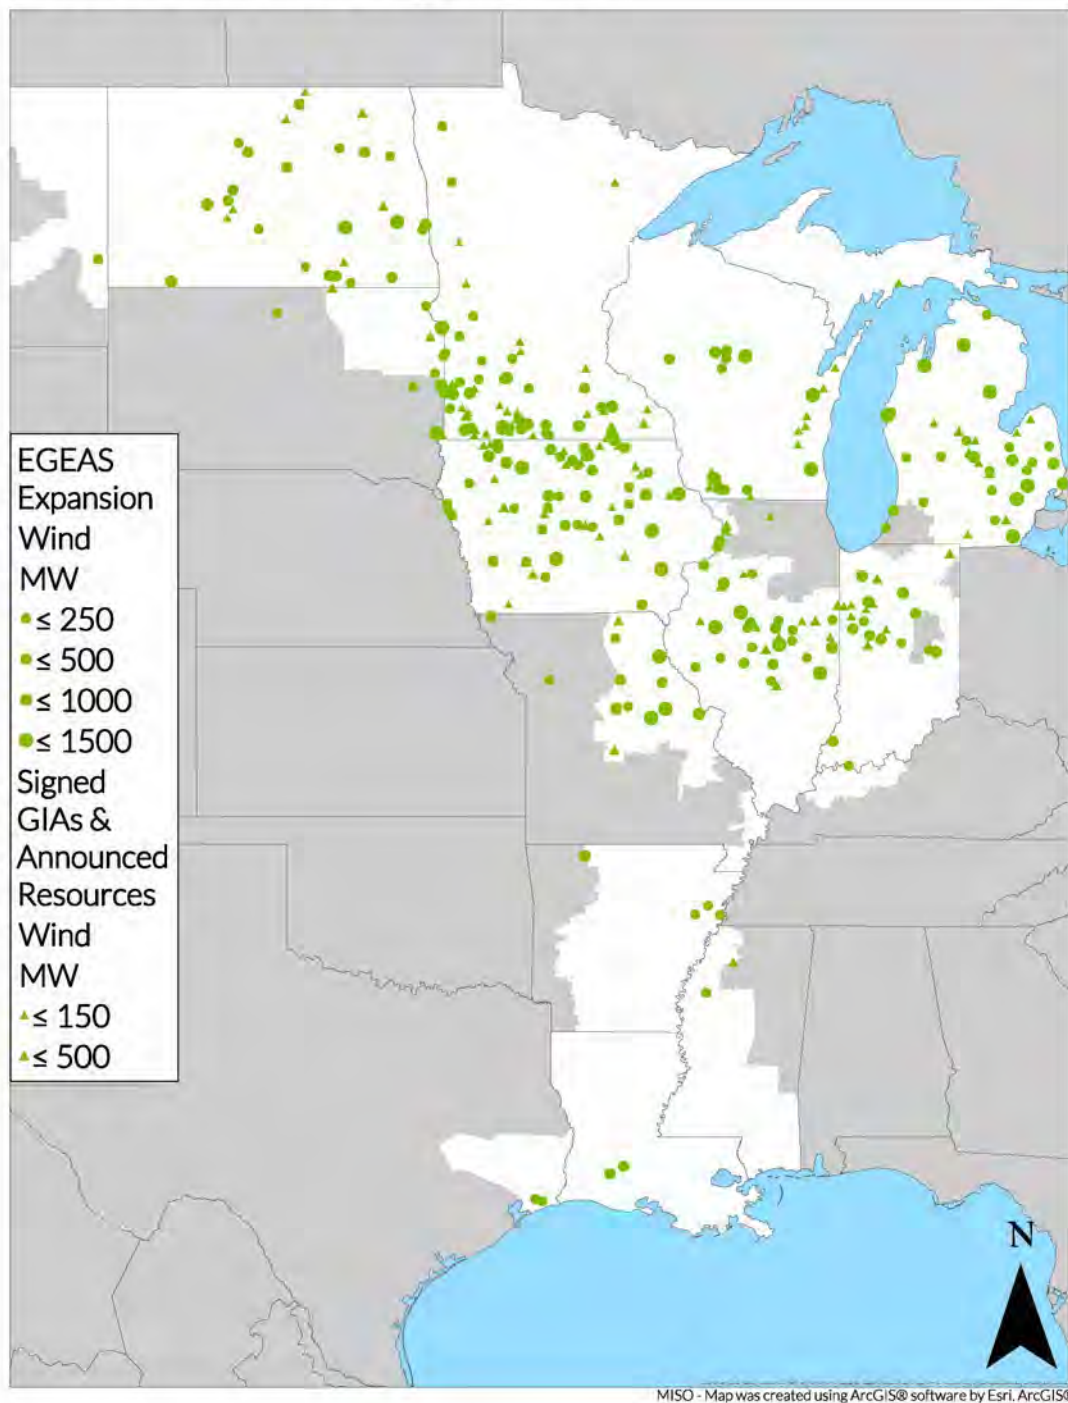 EGEAS
Expansion
Wind
MW
≤ 250
≤ 500
≤ 1000
≤ 1500
Signed
GIAs &
Announced
Resources
Wind
MW
≤ 150
≤ 500
N
MISO - Map was created using ArcGIS® software by Esri. ArcGIS®